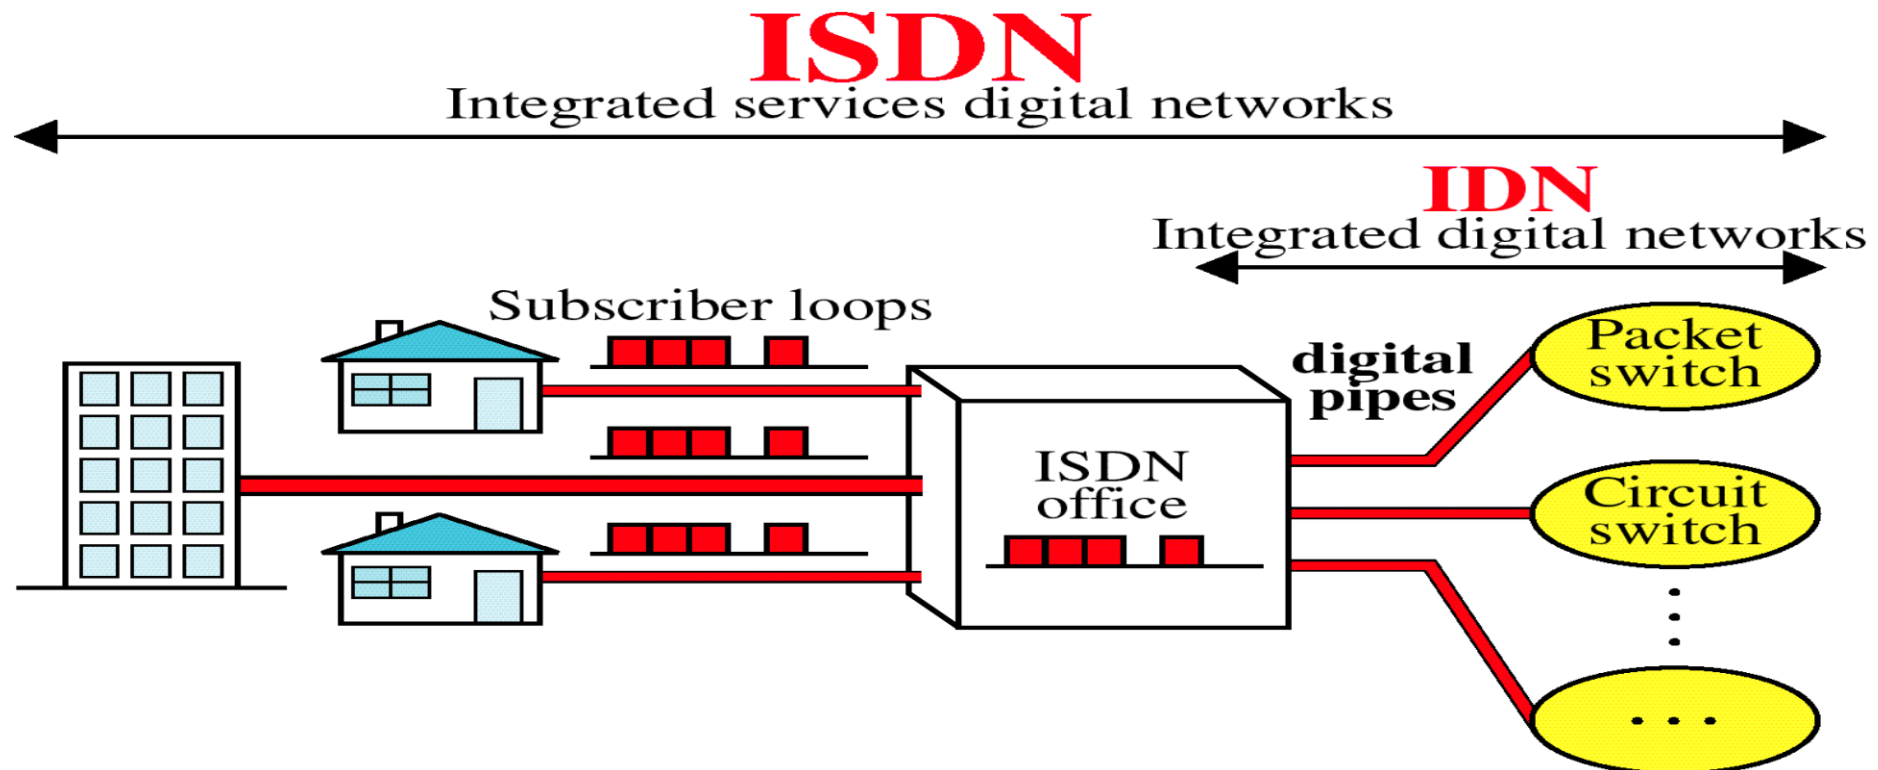 ISDN
Integrated services digital networks
IDN
Integrated digital networks
Subscriber loops
digital
pipes
Packet
switch
ISDN
office
Circuit
switch